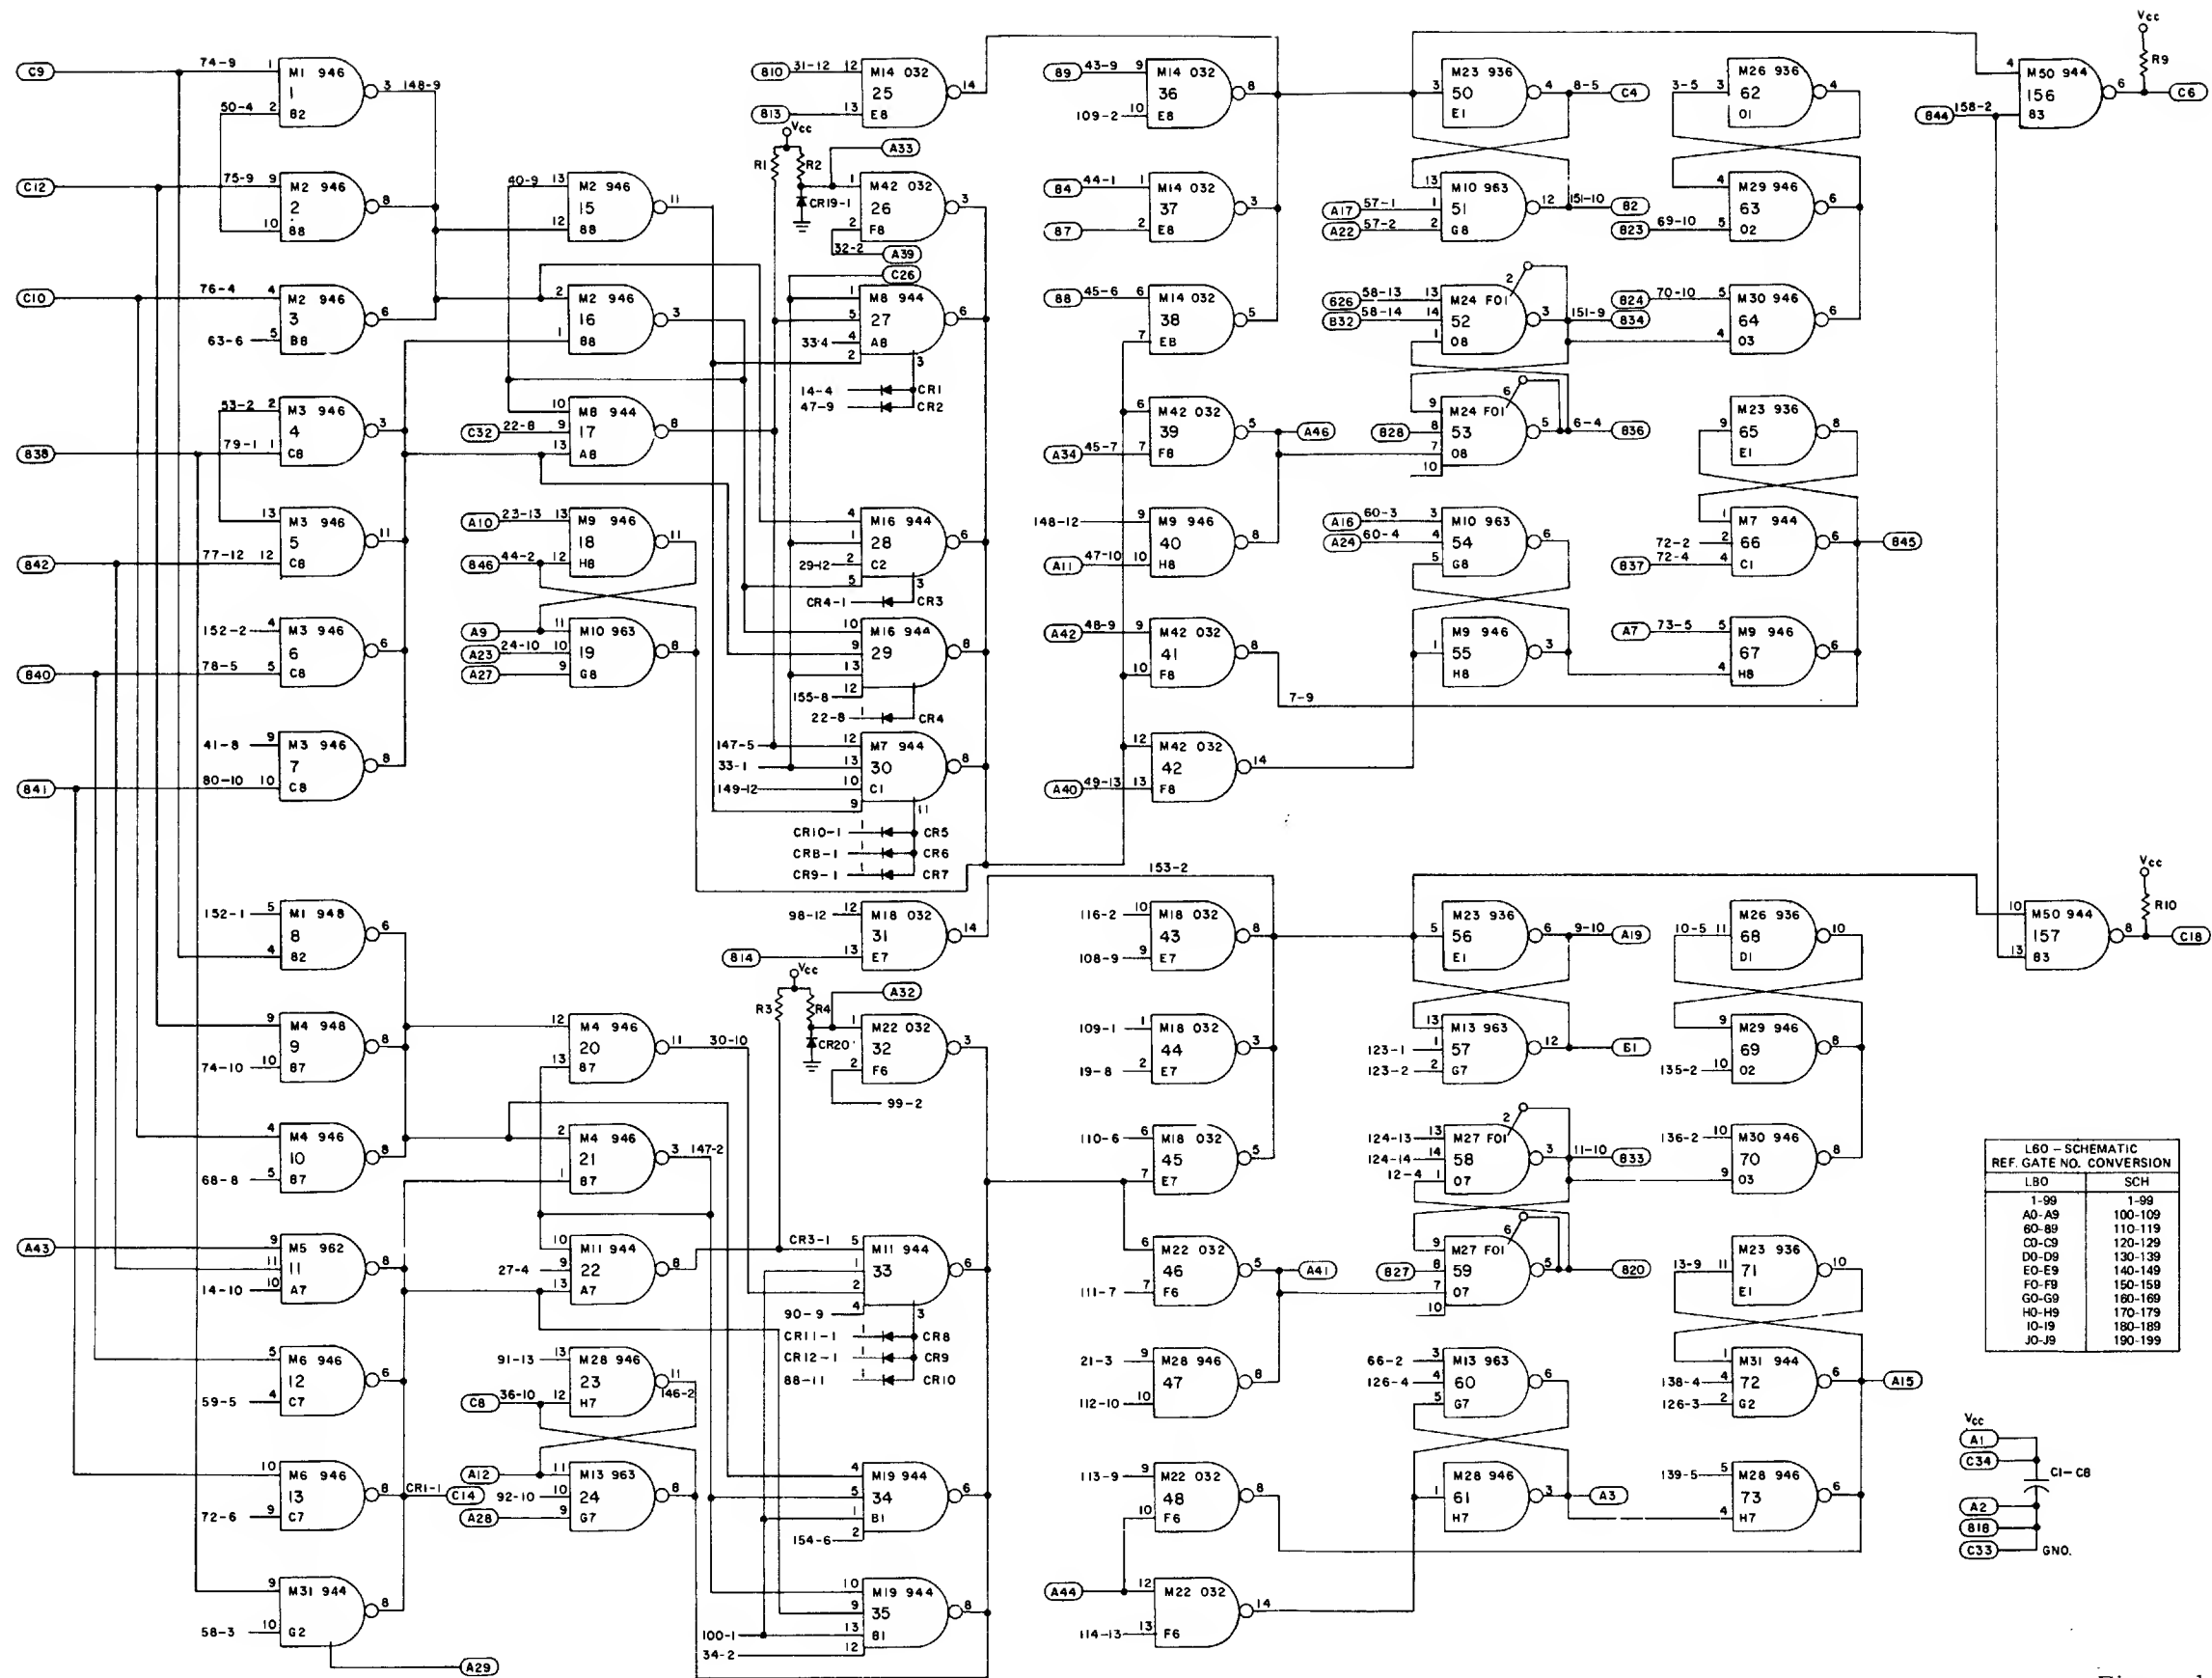 C9
74-9 1
50-4 2
M1 946
1
B2
3 148-9
C12
75-9 9
10
M2 946
2
B8
8
C10
76-4 4
63-6 5
M2 946
3
B8
6
B38
53-2 2
79-1 1
M3 946
4
C8
3
B42
13
77-12 12
M3 946
5
C8
11
B40
152-2 4
78-5 5
M3 946
6
C8
6
B41
41-8 9
80-10 10
M3 946
7
C8
8
152-1 5
4
M1 948
8
B2
6
9
74-10 10
M4 948
9
B7
8
4
68-8 5
M4 946
10
B7
8
A43
9
11
14-10 10
M5 962
11
A7
8
5
59-5 4
M6 946
12
C7
6
10
72-6 9
M6 946
13
C7
8 CR1-1 C14
9
58-3 10
M31 944
G2
8
A29
40-9 13
12
M2 946
15
B8
11
2
1
M2 946
16
B8
3
10
C32 22-8 9
13
M8 944
17
A8
8
A10 23-13 13
B46 44-2 12
M9 946
18
H8
11
A9 11
A23 24-10 10
A27 9
M10 963
19
G8
8
12
13
M4 946
20
B7
11 30-10
2
1
M4 946
21
B7
3 147-2
10
27-4 9
13
M11 944
22
A7
8
91-13 13
C8 36-10 12
M28 946
23
H7
11
146-2
A12 11
92-10 10
A28 9
M13 963
24
G7
8
B10 31-12 12
B13 13
M14 032
25
E8
14
Vcc
R1 R2
A33
CR19-1
1
2
M42 032
26
F8
3
32-2 A39
C26
1
5
33-4 4
2
M8 944
27
A8
6
3
14-4 CR1
47-9 CR2
4
1
29-12 2
5
M16 944
28
C2
6
3
CR4-1 CR3
10
9
13
155-8 12
M16 944
29
8
22-8 1 CR4
147-5 12
33-1 13
149-12 10
9
M7 944
30
C1
8
11
CR10-1 1 CR5
CR8-1 1 CR6
CR9-1 1 CR7
98-12 12
B14 13
M18 032
31
E7
14
153-2
Vcc
R3 R4
A32
CR20
1
2
M22 032
32
F6
3
99-2
CR3-1 5
1
2
90-9 4
M11 944
33
6
3
CR11-1 1 CR8
CR12-1 1 CR9
88-11 1 CR10
4
5
1
154-6 2
M19 944
34
B1
6
10
9
100-1 13
34-2 12
M19 944
35
B1
8
B9 43-9 9
109-2 10
M14 032
36
E8
8
B4 44-1 1
B7 2
M14 032
37
E8
3
B8 45-6 6
7
M14 032
38
E8
5
6
A34 45-7 7
M42 032
39
F8
5 A46
148-12 9
A11 47-10 10
M9 946
40
H8
8
A42 48-9 9
10
M42 032
41
F8
8
7-9
12
A40 49-13 13
M42 032
42
F8
14
116-2 10
108-9 9
M18 032
43
E7
8
109-1 1
19-8 2
M18 032
44
E7
3
110-6 6
7
M18 032
45
E7
5
6
111-7 7
M22 032
46
F6
5 A41
21-3 9
112-10 10
M28 946
47
8
113-9 9
10
M22 032
48
F6
8
A44 12
114-13 13
M22 032
F6
14
3
M23 936
50
E1
4 8-5 C4
13
A17 57-1 1
A22 57-2 2
M10 963
51
G8
12 151-10 B2
B26 58-13 13
B32 58-14 14
1
M24 F01
52
08
2
3 151-9 B34
9
B28 8
7
10
M24 F01
53
08
6
5 6-4 B36
A16 60-3 3
A24 60-4 4
5
M10 963
54
G8
6
1
M9 946
55
H8
3
5
M23 936
56
E1
6 9-10 A19
13
123-1 1
123-2 2
M13 963
57
G7
12 B1
124-13 13
124-14 14
12-4 1
M27 F01
58
07
2
3 11-10 B33
9
B27 8
7
10
M27 F01
59
07
6
5 B20
66-2 3
126-4 4
5
M13 963
60
G7
6
1
M28 946
61
H7
3 A3
3-5 3
M26 936
62
01
4
4
B23 69-10 5
M29 946
63
02
6
B24 70-10 5
4
M30 946
64
03
6
9
M23 936
65
E1
8
1
72-2 2
B37 72-4 4
M7 944
66
C1
6 B45
A7 73-5 5
4
M9 946
67
H8
6
10-5 11
M26 936
68
D1
10
9
135-2 10
M29 946
69
02
8
136-2 10
9
M30 946
70
03
8
13-9 11
M23 936
71
E1
10
1
138-4 4
126-3 2
M31 944
72
G2
6 A15
139-5 5
4
M28 946
73
H7
6
4
B44 158-2
M50 944
156
B3
6
Vcc
R9
C6
10
13
M50 944
157
B3
8
Vcc
R10
C18
L60 – SCHEMATIC
REF. GATE NO. CONVERSION
LBO SCH
1-99 1-99
A0-A9 100-109
60-89 110-119
C0-C9 120-129
D0-D9 130-139
E0-E9 140-149
F0-F9 150-159
G0-G9 160-169
H0-H9 170-179
I0-I9 180-189
J0-J9 190-199
Vcc
A1
C34
C1-C8
A2
B18
C33 GND.